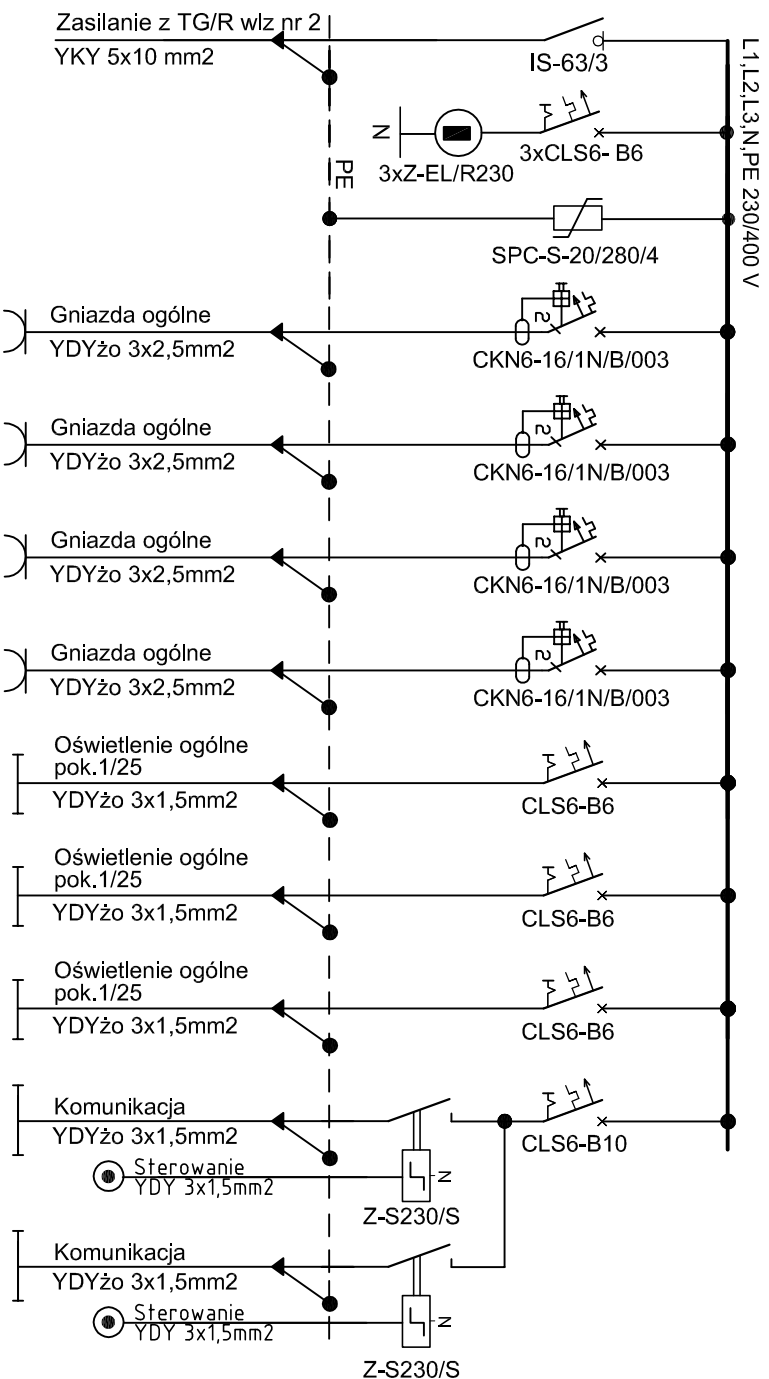 Zasilanie z TG/R wlz nr 2
YKY 5x10 mm2
IS-63/3
L1,L2,L3,N,PE 230/400 V
N
3xZ-EL/R230
3xCLS6- B6
PE
SPC-S-20/280/4
Gniazda ogólne
YDYżo 3x2,5mm2
2
CKN6-16/1N/B/003
Gniazda ogólne
YDYżo 3x2,5mm2
2
CKN6-16/1N/B/003
Gniazda ogólne
YDYżo 3x2,5mm2
2
CKN6-16/1N/B/003
Gniazda ogólne
YDYżo 3x2,5mm2
2
CKN6-16/1N/B/003
Oświetlenie ogólne
pok.1/25
YDYżo 3x1,5mm2
CLS6-B6
Oświetlenie ogólne
pok.1/25
YDYżo 3x1,5mm2
CLS6-B6
Oświetlenie ogólne
pok.1/25
YDYżo 3x1,5mm2
CLS6-B6
Komunikacja
YDYżo 3x1,5mm2
CLS6-B10
Sterowanie
YDY 3x1,5mm2
N
Z-S230/S
Komunikacja
YDYżo 3x1,5mm2
Sterowanie
YDY 3x1,5mm2
N
Z-S230/S